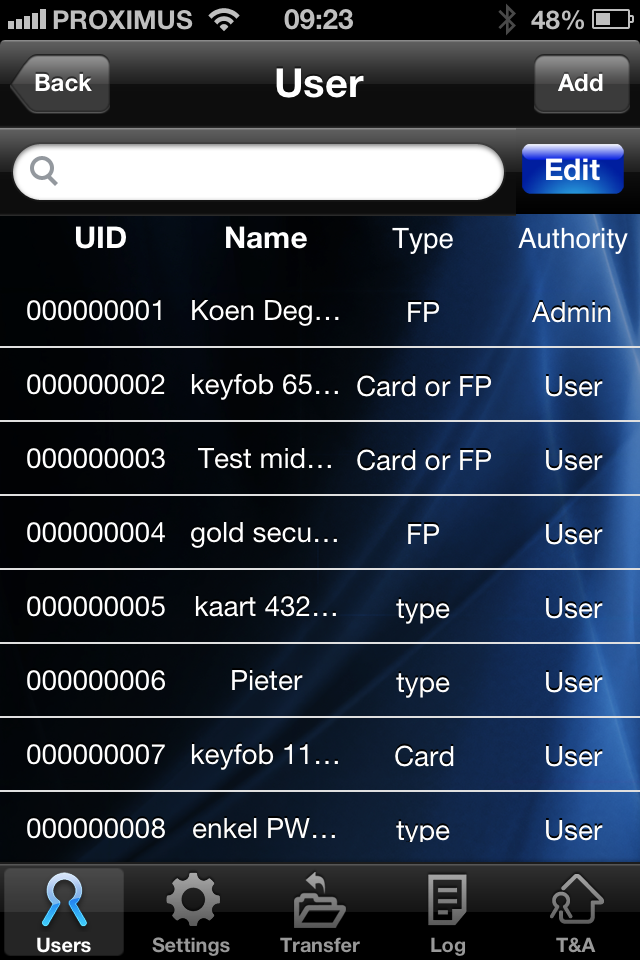 PROXIMUS 09:23 48%
Back User Add
Edit
UID Name Type Authority
000000001 Koen Deg... FP Admin
000000002 keyfob 65... Card or FP User
000000003 Test mid... Card or FP User
000000004 gold secu... FP User
000000005 kaart 432... type User
000000006 Pieter type User
000000007 keyfob 11... Card User
000000008 enkel PW... type User
Users Settings Transfer Log T&A